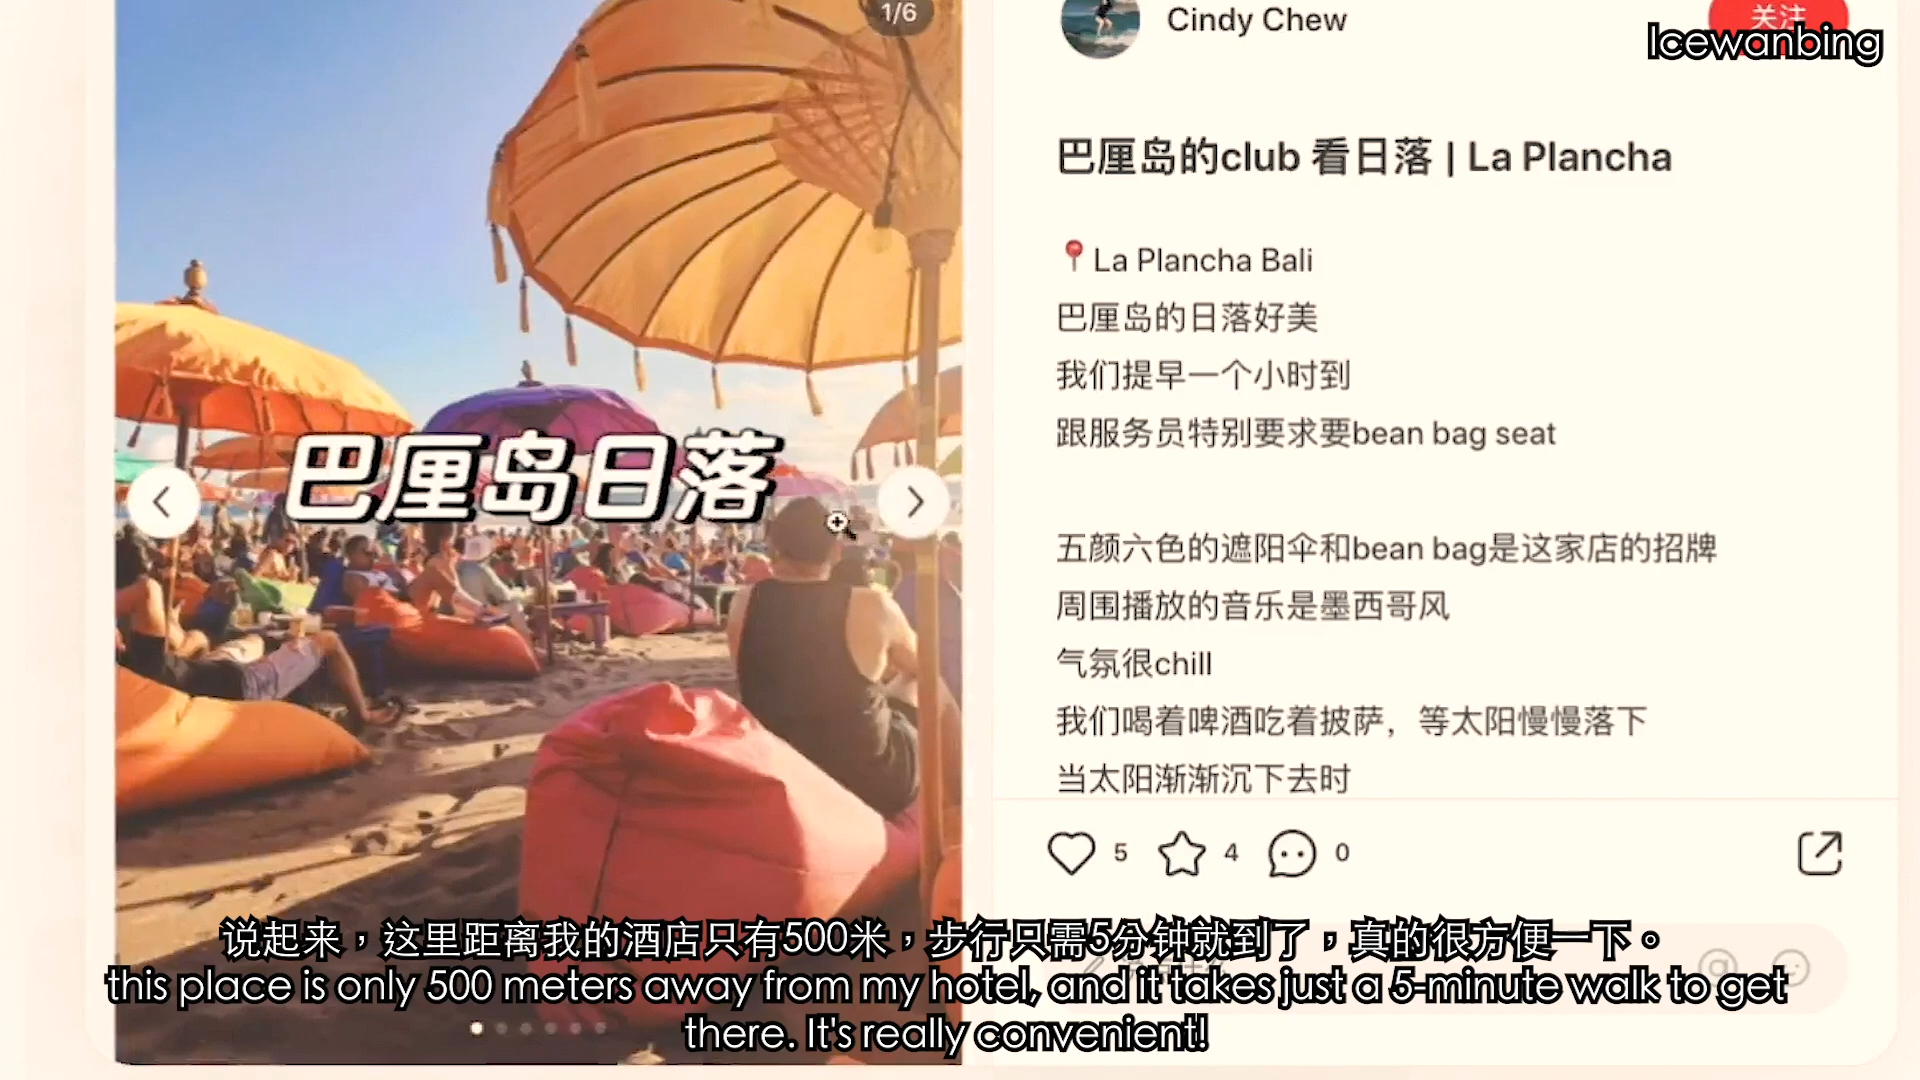 1/6
Cindy Chew
关注
Icewanbing
巴厘岛的club 看日落 | La Plancha
La Plancha Bali
巴厘岛的日落好美
我们提早一个小时到
跟服务员特别要求要bean bag seat
巴厘岛日落
五颜六色的遮阳伞和bean bag是这家店的招牌
周围播放的音乐是墨西哥风
气氛很chill
我们喝着啤酒吃着披萨，等太阳慢慢落下
当太阳渐渐沉下去时
5
4
0
说起来，这里距离我的酒店只有500米，步行只需5分钟就到了，真的很方便一下。
this place is only 500 meters away from my hotel, and it takes just a 5-minute walk to get
there. It's really convenient!